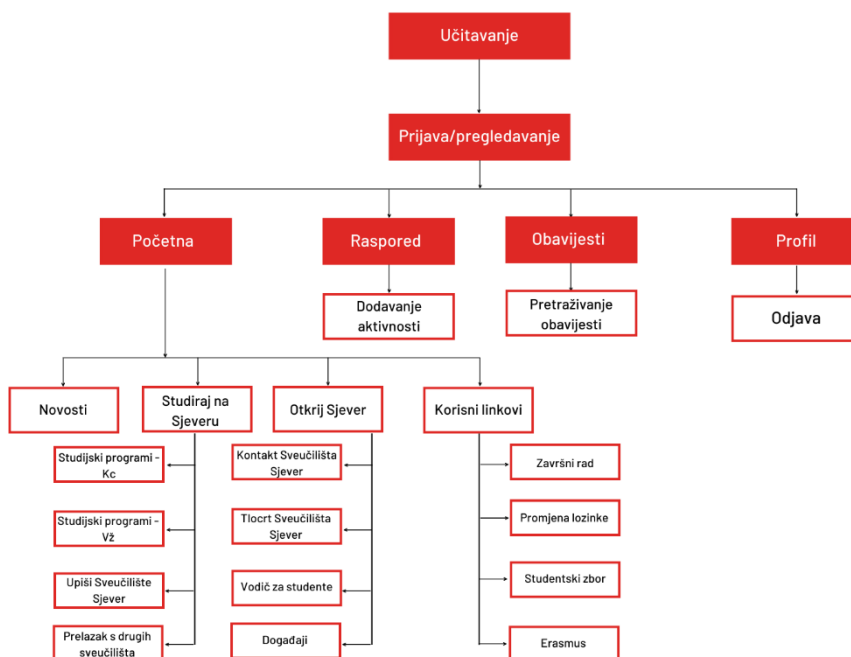 Učitavanje
Prijava/pregledavanje
Početna
Raspored
Obavijesti
Profil
Dodavanje
aktivnosti
Pretraživanje
obavijesti
Odjava
Novosti
Studiraj na
Sjeveru
Otkrij Sjever
Korisni linkovi
Studijski programi -
Kc
Studijski programi -
Vž
Upiši Sveučilište
Sjever
Prelazak s drugih
sveučilišta
Kontakt Sveučilišta
Sjever
Tlocrt Sveučilišta
Sjever
Vodič za studente
Događaji
Završni rad
Promjena lozinke
Studentski zbor
Erasmus